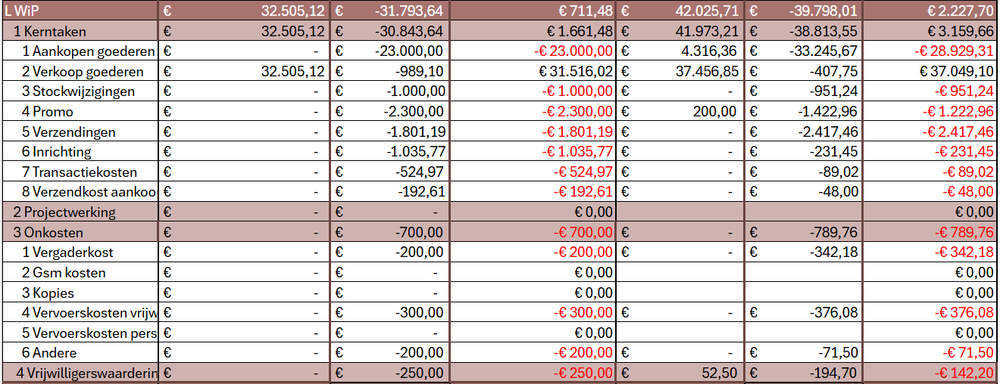 L WiP € 32.505,12 € -31.793,64 € 711,48 € 42.025,71 € -39.798,01 € 2.227,70
1 Kerntaken € 32.505,12 € -30.843,64 € 1.661,48 € 41.973,21 € -38.813,55 € 3.159,66
1 Aankopen goederen € - € -23.000,00 -€ 23.000,00 € 4.316,36 € -33.245,67 -€ 28.929,31
2 Verkoop goederen € 32.505,12 € -989,10 € 31.516,02 € 37.456,85 € -407,75 € 37.049,10
3 Stockwijzigingen € - € -1.000,00 -€ 1.000,00 € - € -951,24 -€ 951,24
4 Promo € - € -2.300,00 -€ 2.300,00 € 200,00 € -1.422,96 -€ 1.222,96
5 Verzendingen € - € -1.801,19 -€ 1.801,19 € - € -2.417,46 -€ 2.417,46
6 Inrichting € - € -1.035,77 -€ 1.035,77 € - € -231,45 -€ 231,45
7 Transactiekosten € - € -524,97 -€ 524,97 € - € -89,02 -€ 89,02
8 Verzendkost aankoo € - € -192,61 -€ 192,61 € - € -48,00 -€ 48,00
2 Projectwerking € - € - € 0,00 € 0,00
3 Onkosten € - € -700,00 -€ 700,00 € - € -789,76 -€ 789,76
1 Vergaderkost € - € -200,00 -€ 200,00 € - € -342,18 -€ 342,18
2 Gsm kosten € - € - € 0,00 € 0,00
3 Kopies € - € - € 0,00 € 0,00
4 Vervoerskosten vrijw € - € -300,00 -€ 300,00 € - € -376,08 -€ 376,08
5 Vervoerskosten pers € - € - € 0,00 € 0,00
6 Andere € - € -200,00 -€ 200,00 € - € -71,50 -€ 71,50
4 Vrijwilligerswaarderin € - € -250,00 -€ 250,00 € 52,50 € -194,70 -€ 142,20